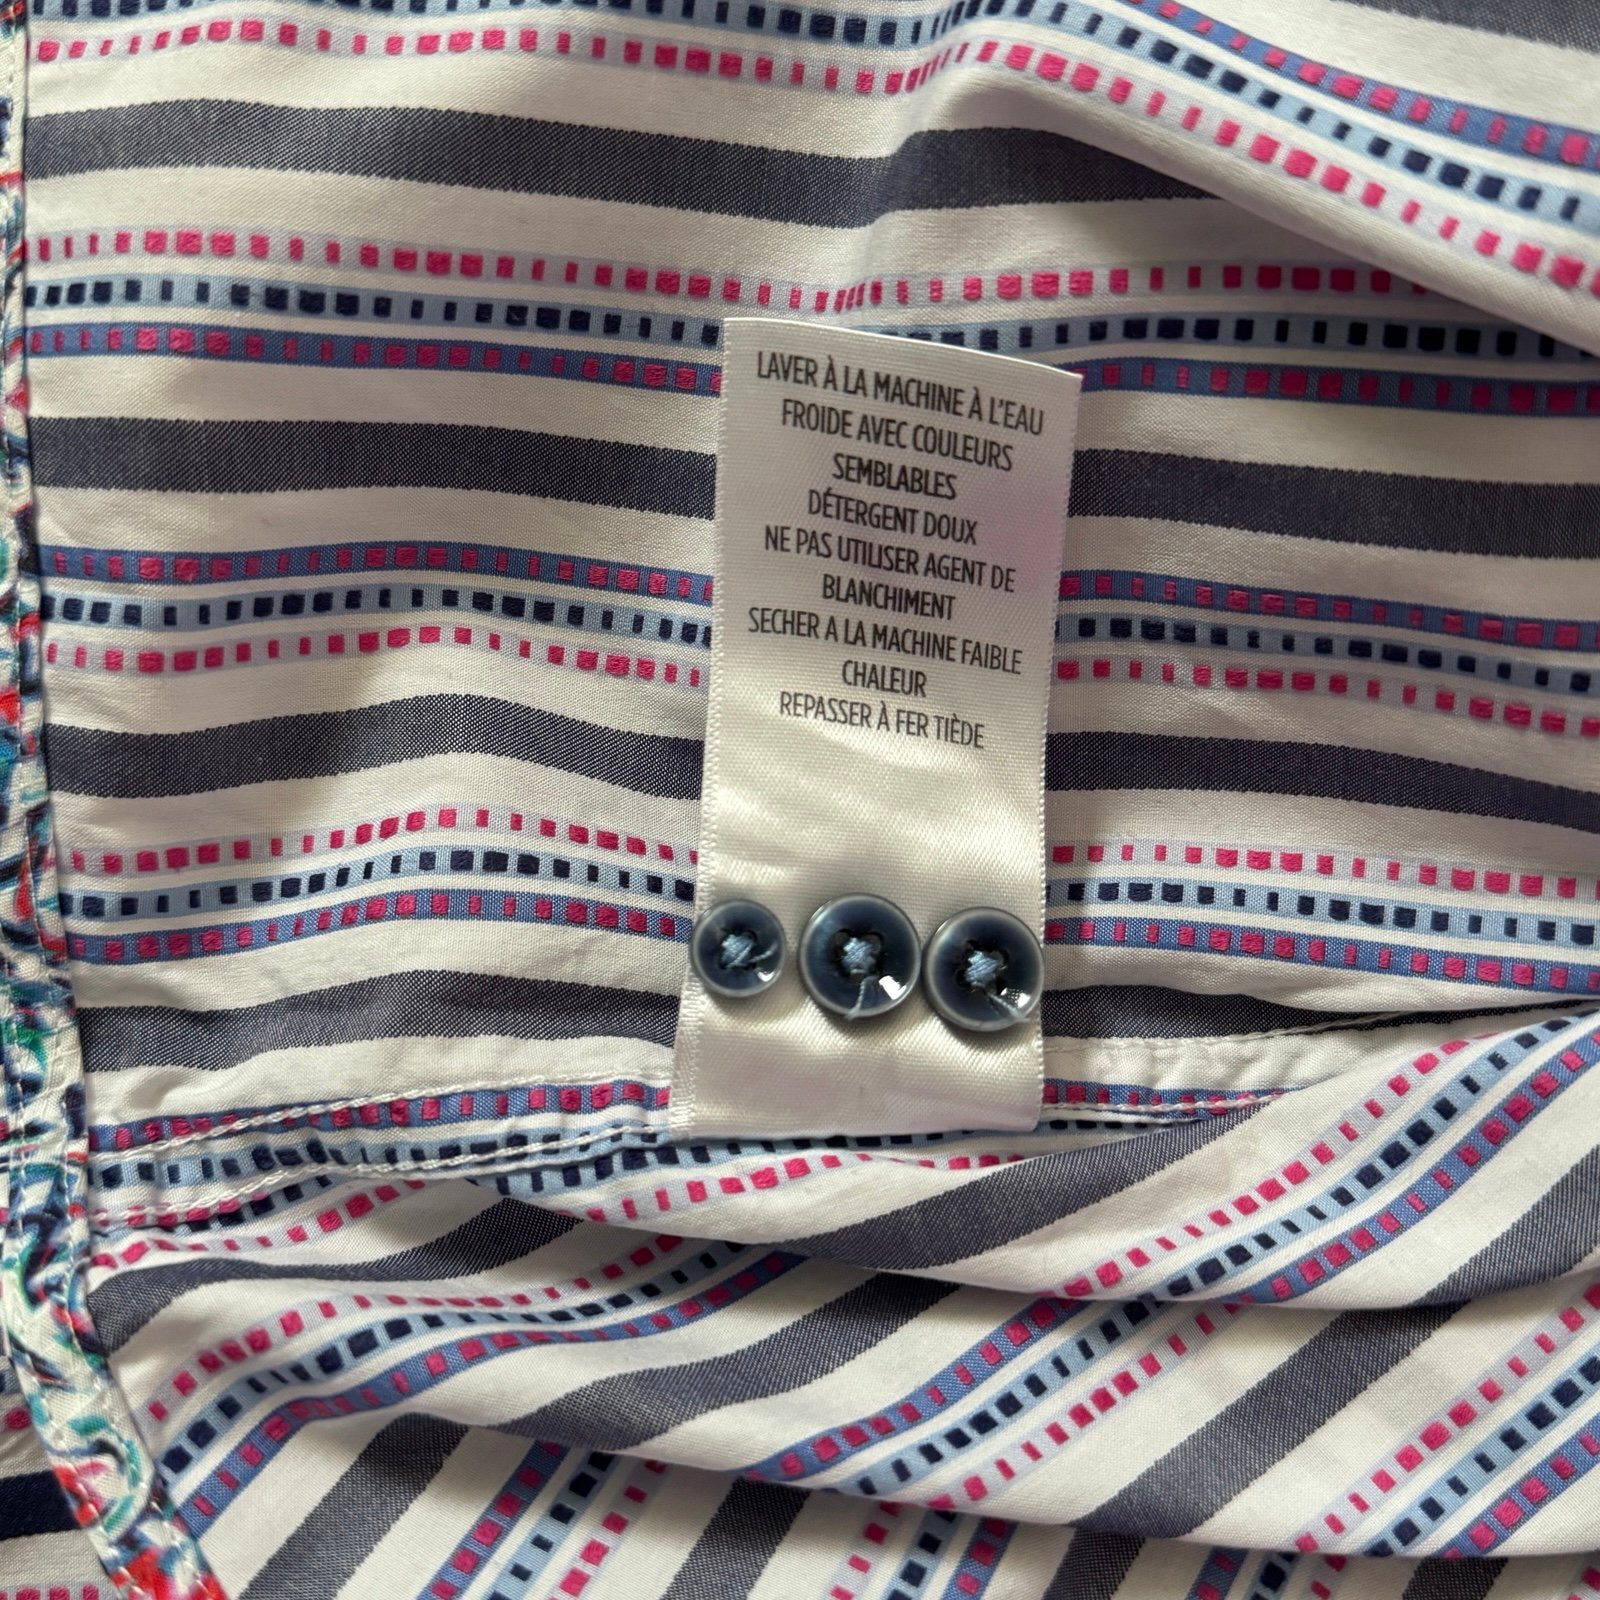 LAVER À LA MACHINE À L'EAU
FROIDE AVEC COULEURS
SEMBLABLES
DÉTERGENT DOUX
NE PAS UTILISER AGENT DE
BLANCHIMENT
SECHER A LA MACHINE FAIBLE
CHALEUR
REPASSER À FER TIÈDE